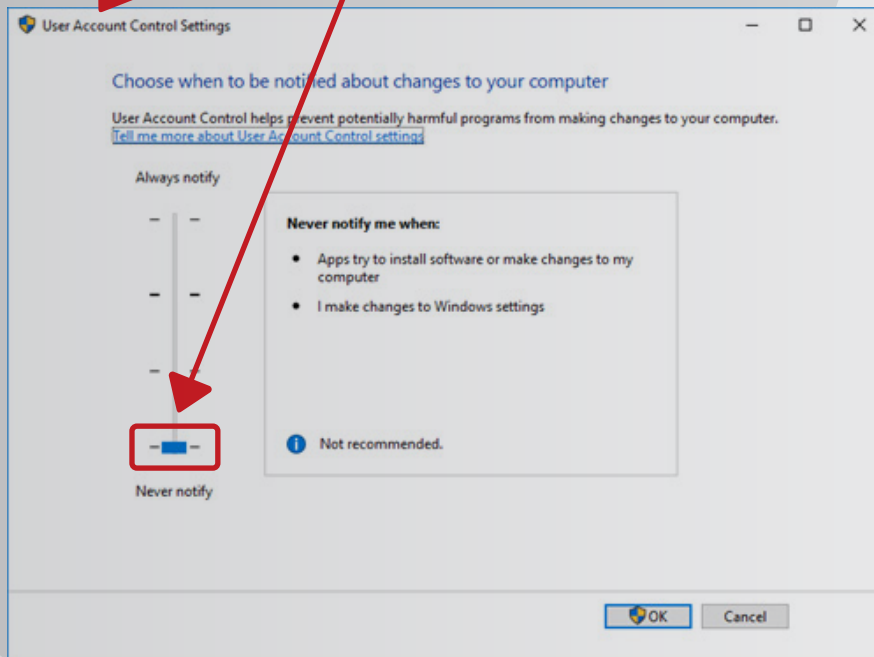 User Account Control Settings
Choose when to be notified about changes to your computer
User Account Control helps prevent potentially harmful programs from making changes to your computer.
Tell me more about User Account Control settings
Always notify
Never notify me when:
• Apps try to install software or make changes to my
computer
• I make changes to Windows settings
Not recommended.
Never notify
OK
Cancel